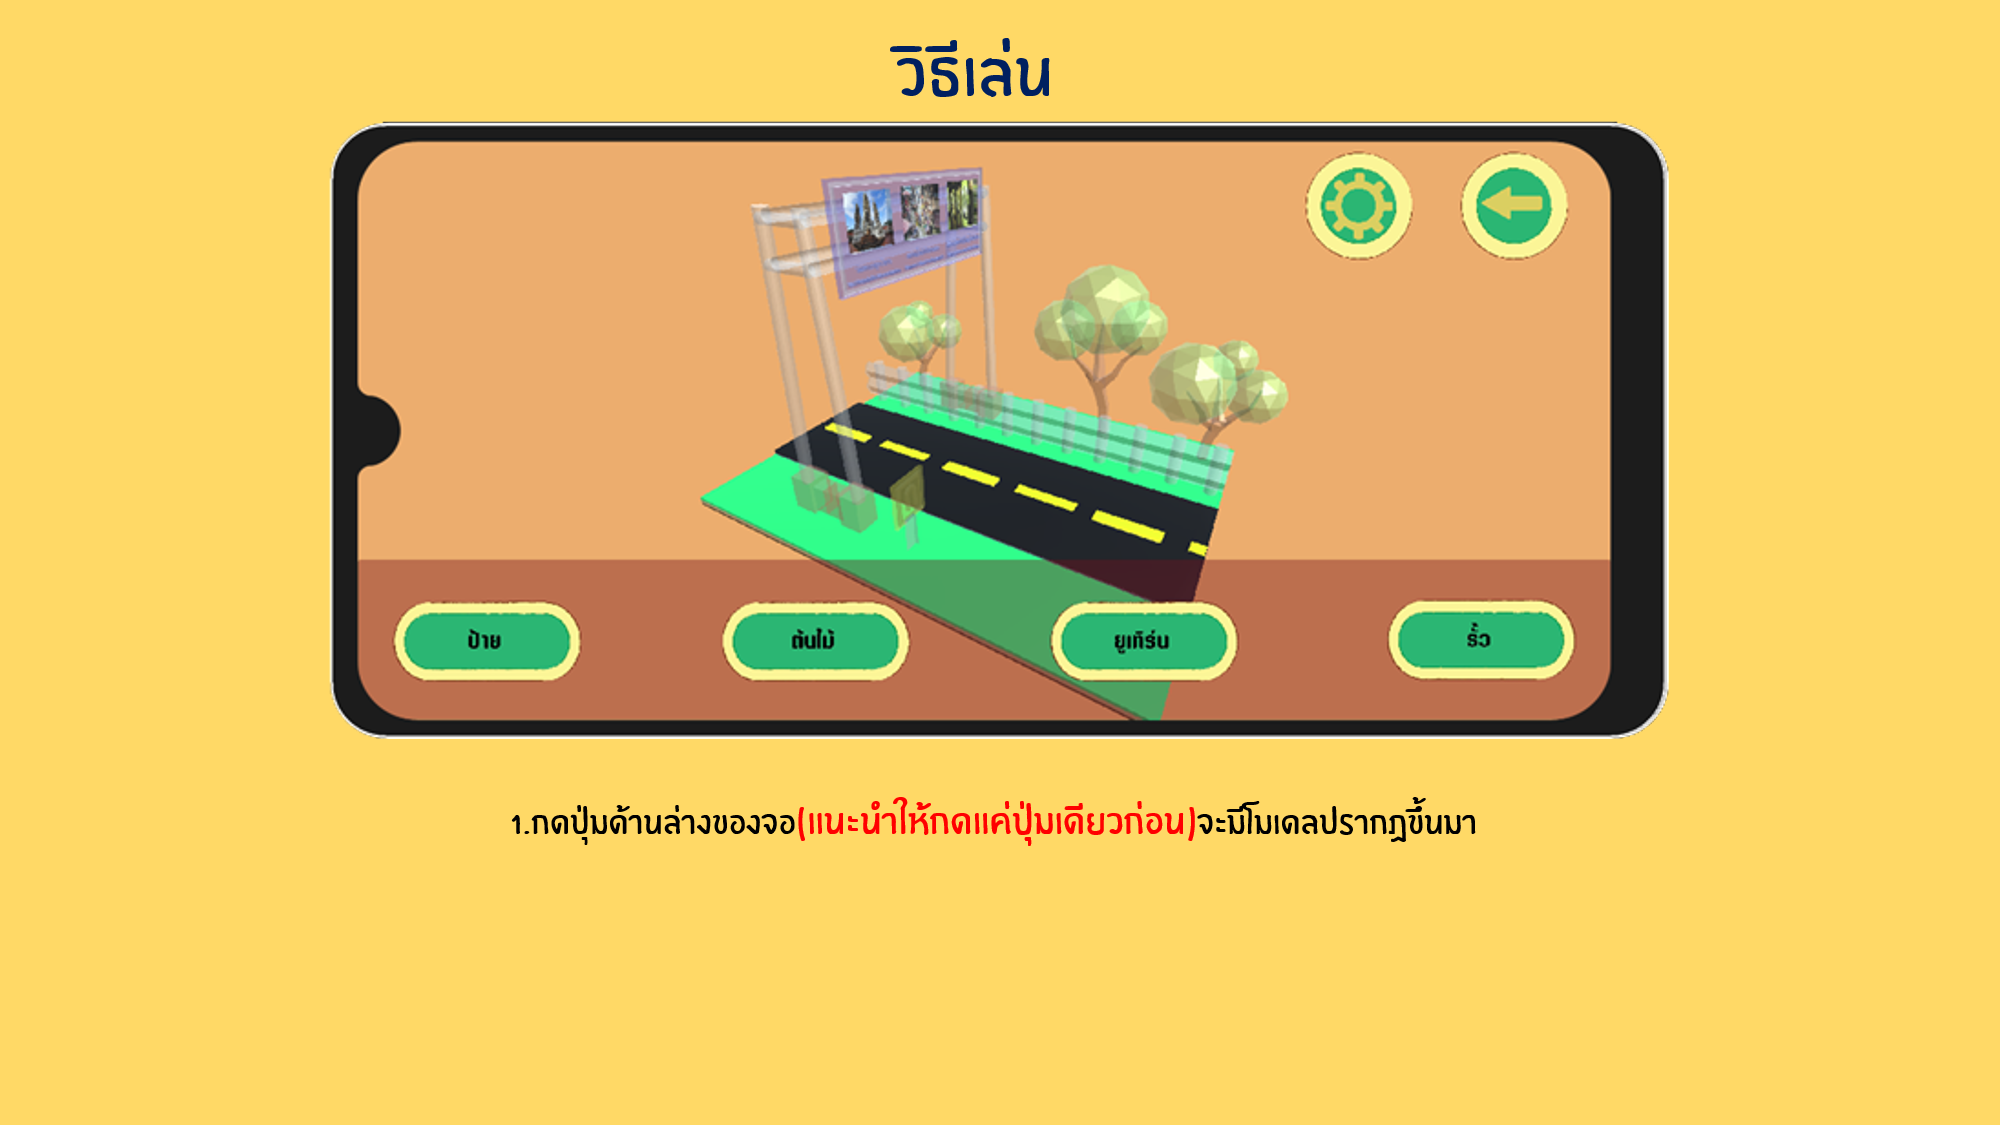 วิธีเล่น
ป้าย
ต้นไม้
ยูเทิร์น
รั้ว
1.กดปุ่มด้านล่างของจอ(แนะนำให้กดแค่ปุ่มเดียวก่อน)จะมีโมเดลปรากฏขึ้นมา